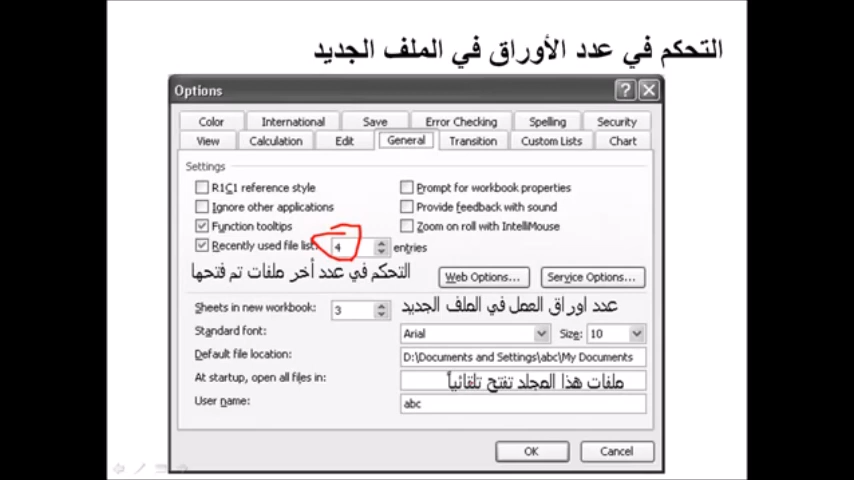 التحكم في عدد الأوراق في الملف الجديد
Options
Color International Save Error Checking Spelling Security
View Calculation Edit General Transition Custom Lists Chart
Settings
R1C1 reference style Prompt for workbook properties
Ignore other applications Provide feedback with sound
Function tooltips Zoom on roll with IntelliMouse
Recently used file list: 4 entries
التحكم في عدد أخر ملفات تم فتحها
Web Options... Service Options...
Sheets in new workbook: 3 عدد اوراق العمل في الملف الجديد
Standard font: Arial Size: 10
Default file location: D:\Documents and Settings\abc\My Documents
At startup, open all files in: ملفات هذا المجلد تفتح تلقائياً
User name: abc
OK Cancel